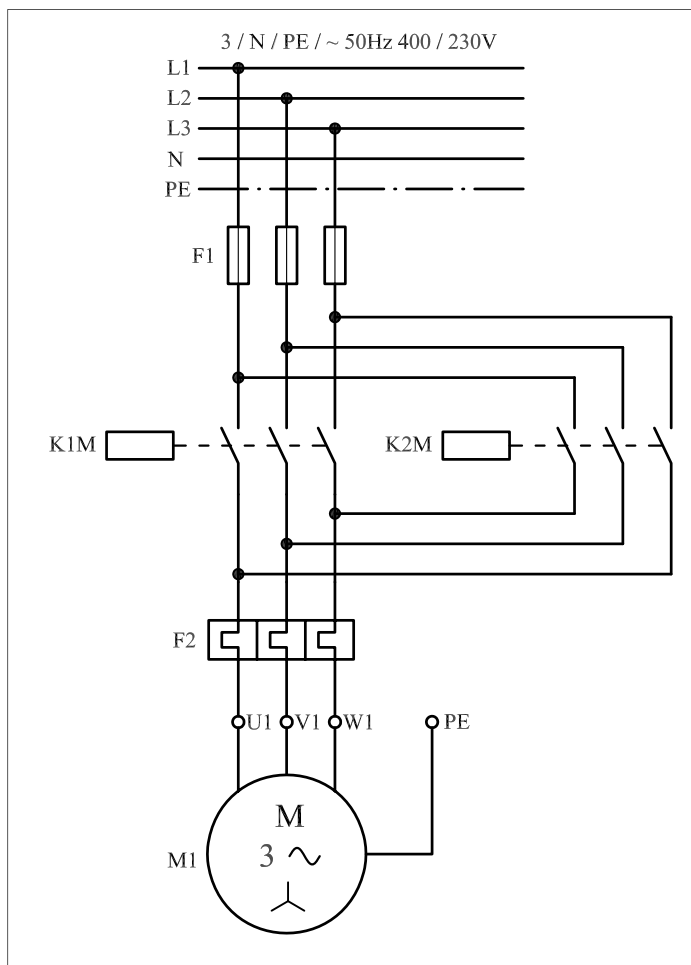 3 / N / PE / ~ 50Hz 400 / 230V
L1
L2
L3
N
PE
F1
K1M
K2M
F2
U1 V1 W1 PE
M
M1
3 ~